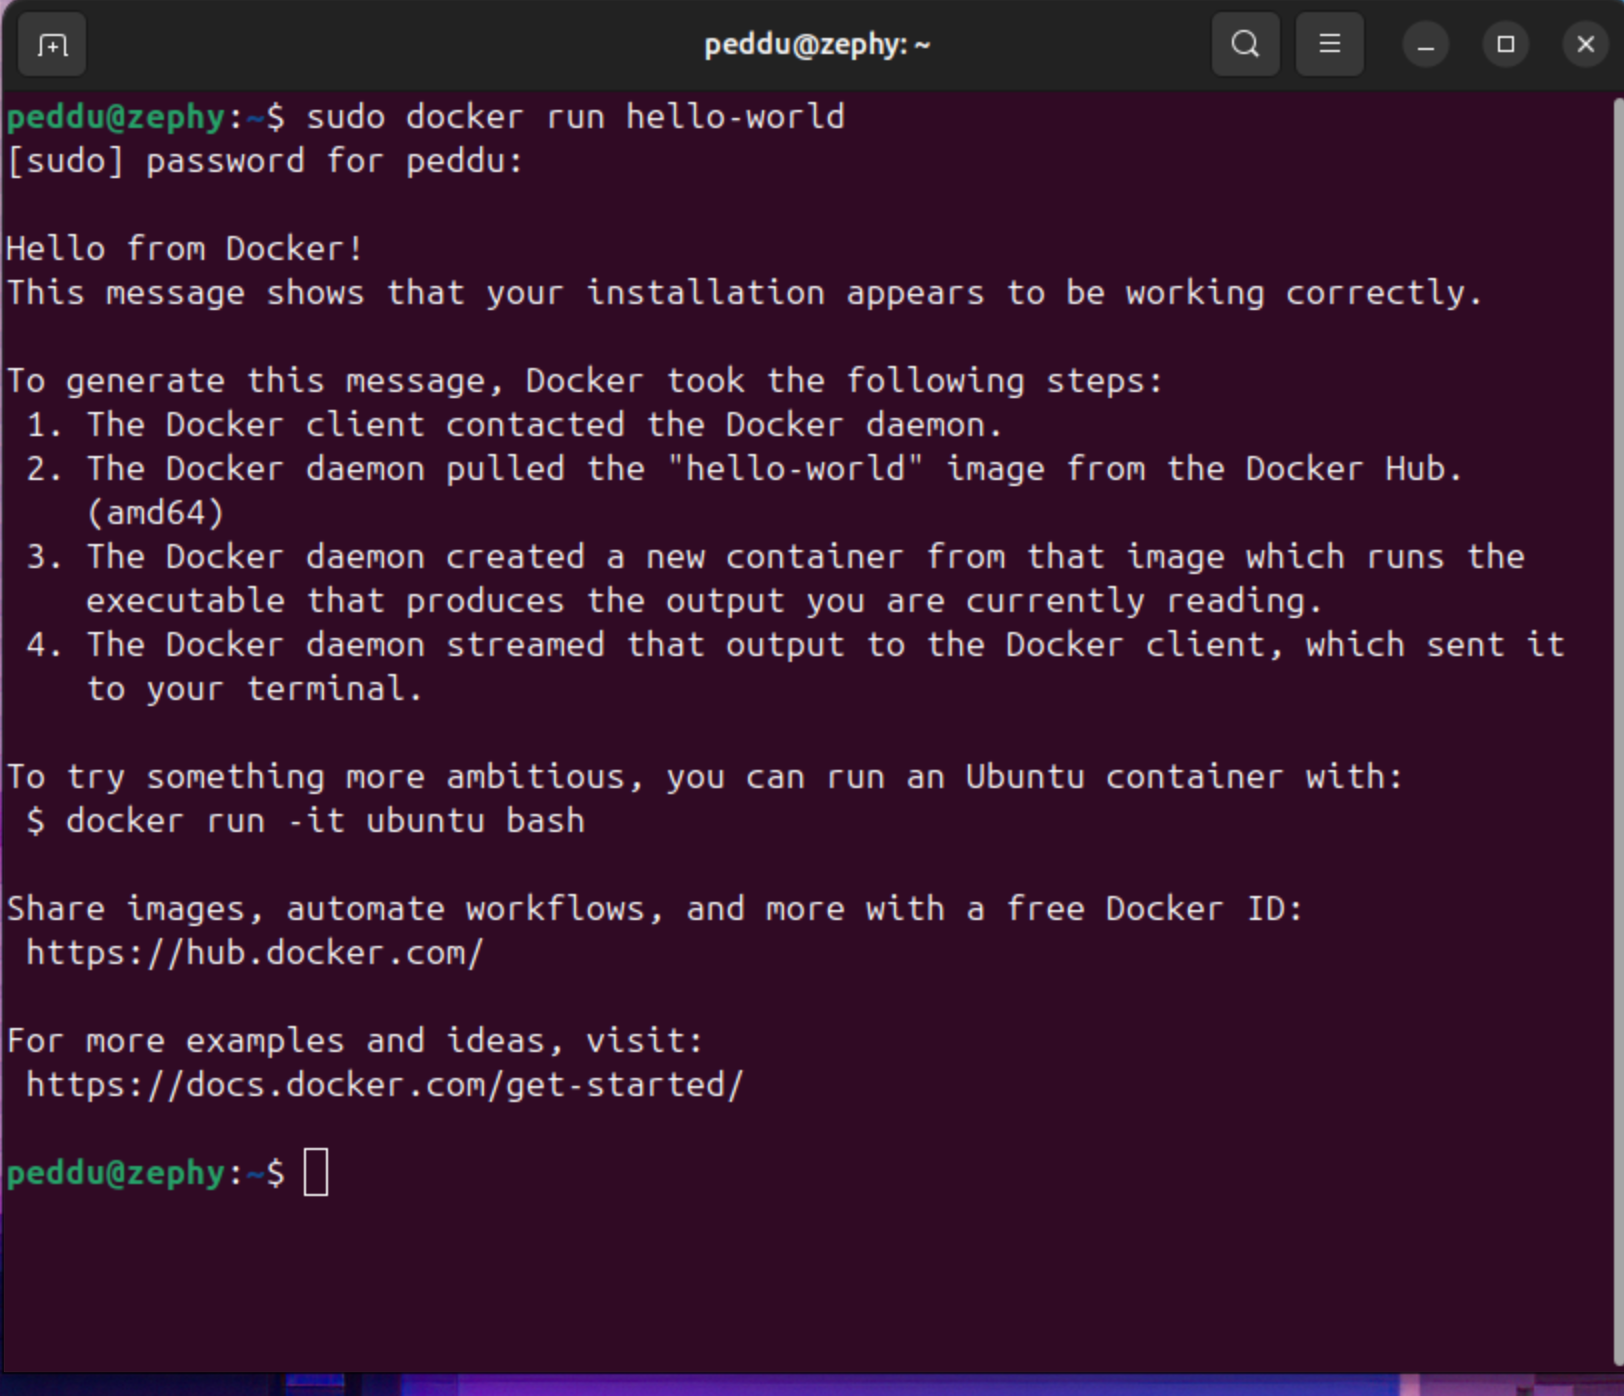 peddu@zephy: ~
peddu@zephy:~$ sudo docker run hello-world
[sudo] password for peddu:
Hello from Docker!
This message shows that your installation appears to be working correctly.
To generate this message, Docker took the following steps:
 1. The Docker client contacted the Docker daemon.
 2. The Docker daemon pulled the "hello-world" image from the Docker Hub.
    (amd64)
 3. The Docker daemon created a new container from that image which runs the
    executable that produces the output you are currently reading.
 4. The Docker daemon streamed that output to the Docker client, which sent it
    to your terminal.
To try something more ambitious, you can run an Ubuntu container with:
 $ docker run -it ubuntu bash
Share images, automate workflows, and more with a free Docker ID:
 https://hub.docker.com/
For more examples and ideas, visit:
 https://docs.docker.com/get-started/
peddu@zephy:~$